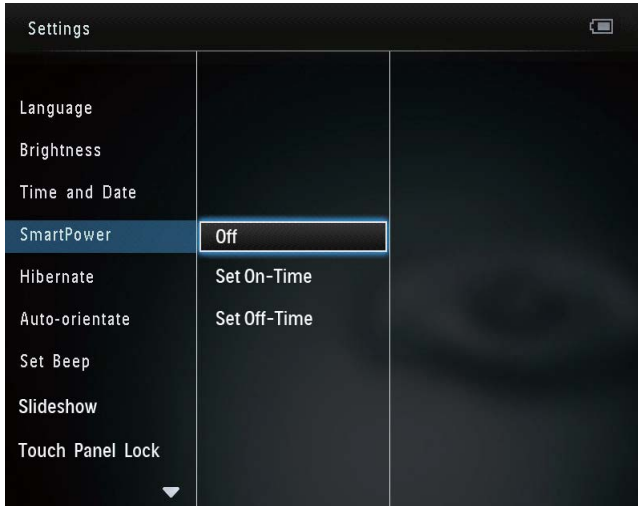 Settings
Language
Brightness
Time and Date
SmartPower
Hibernate
Auto-orientate
Set Beep
Slideshow
Touch Panel Lock
Off
Set On-Time
Set Off-Time